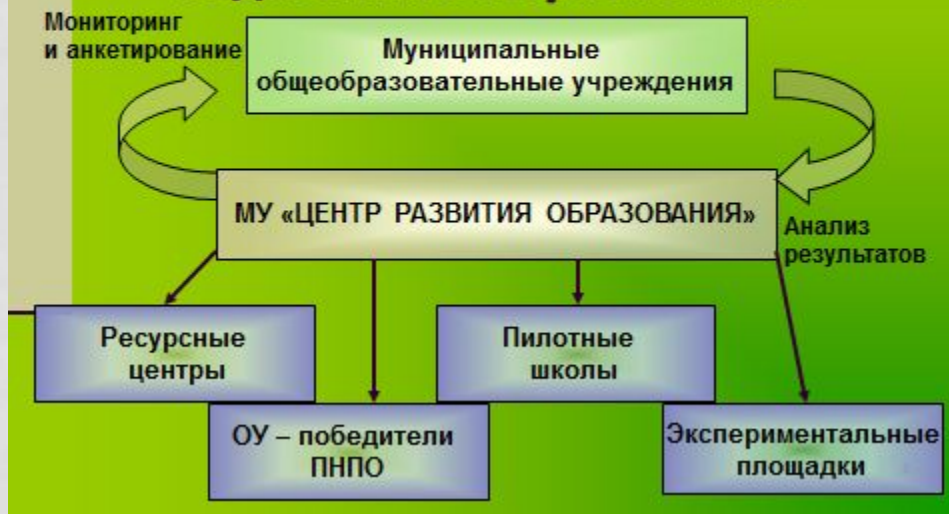 Мониторинг
и анкетирование
Муниципальные
общеобразовательные учреждения
МУ «ЦЕНТР РАЗВИТИЯ ОБРАЗОВАНИЯ»
Анализ
результатов
Ресурсные
центры
Пилотные
школы
ОУ – победители
ПНПО
Экспериментальные
площадки